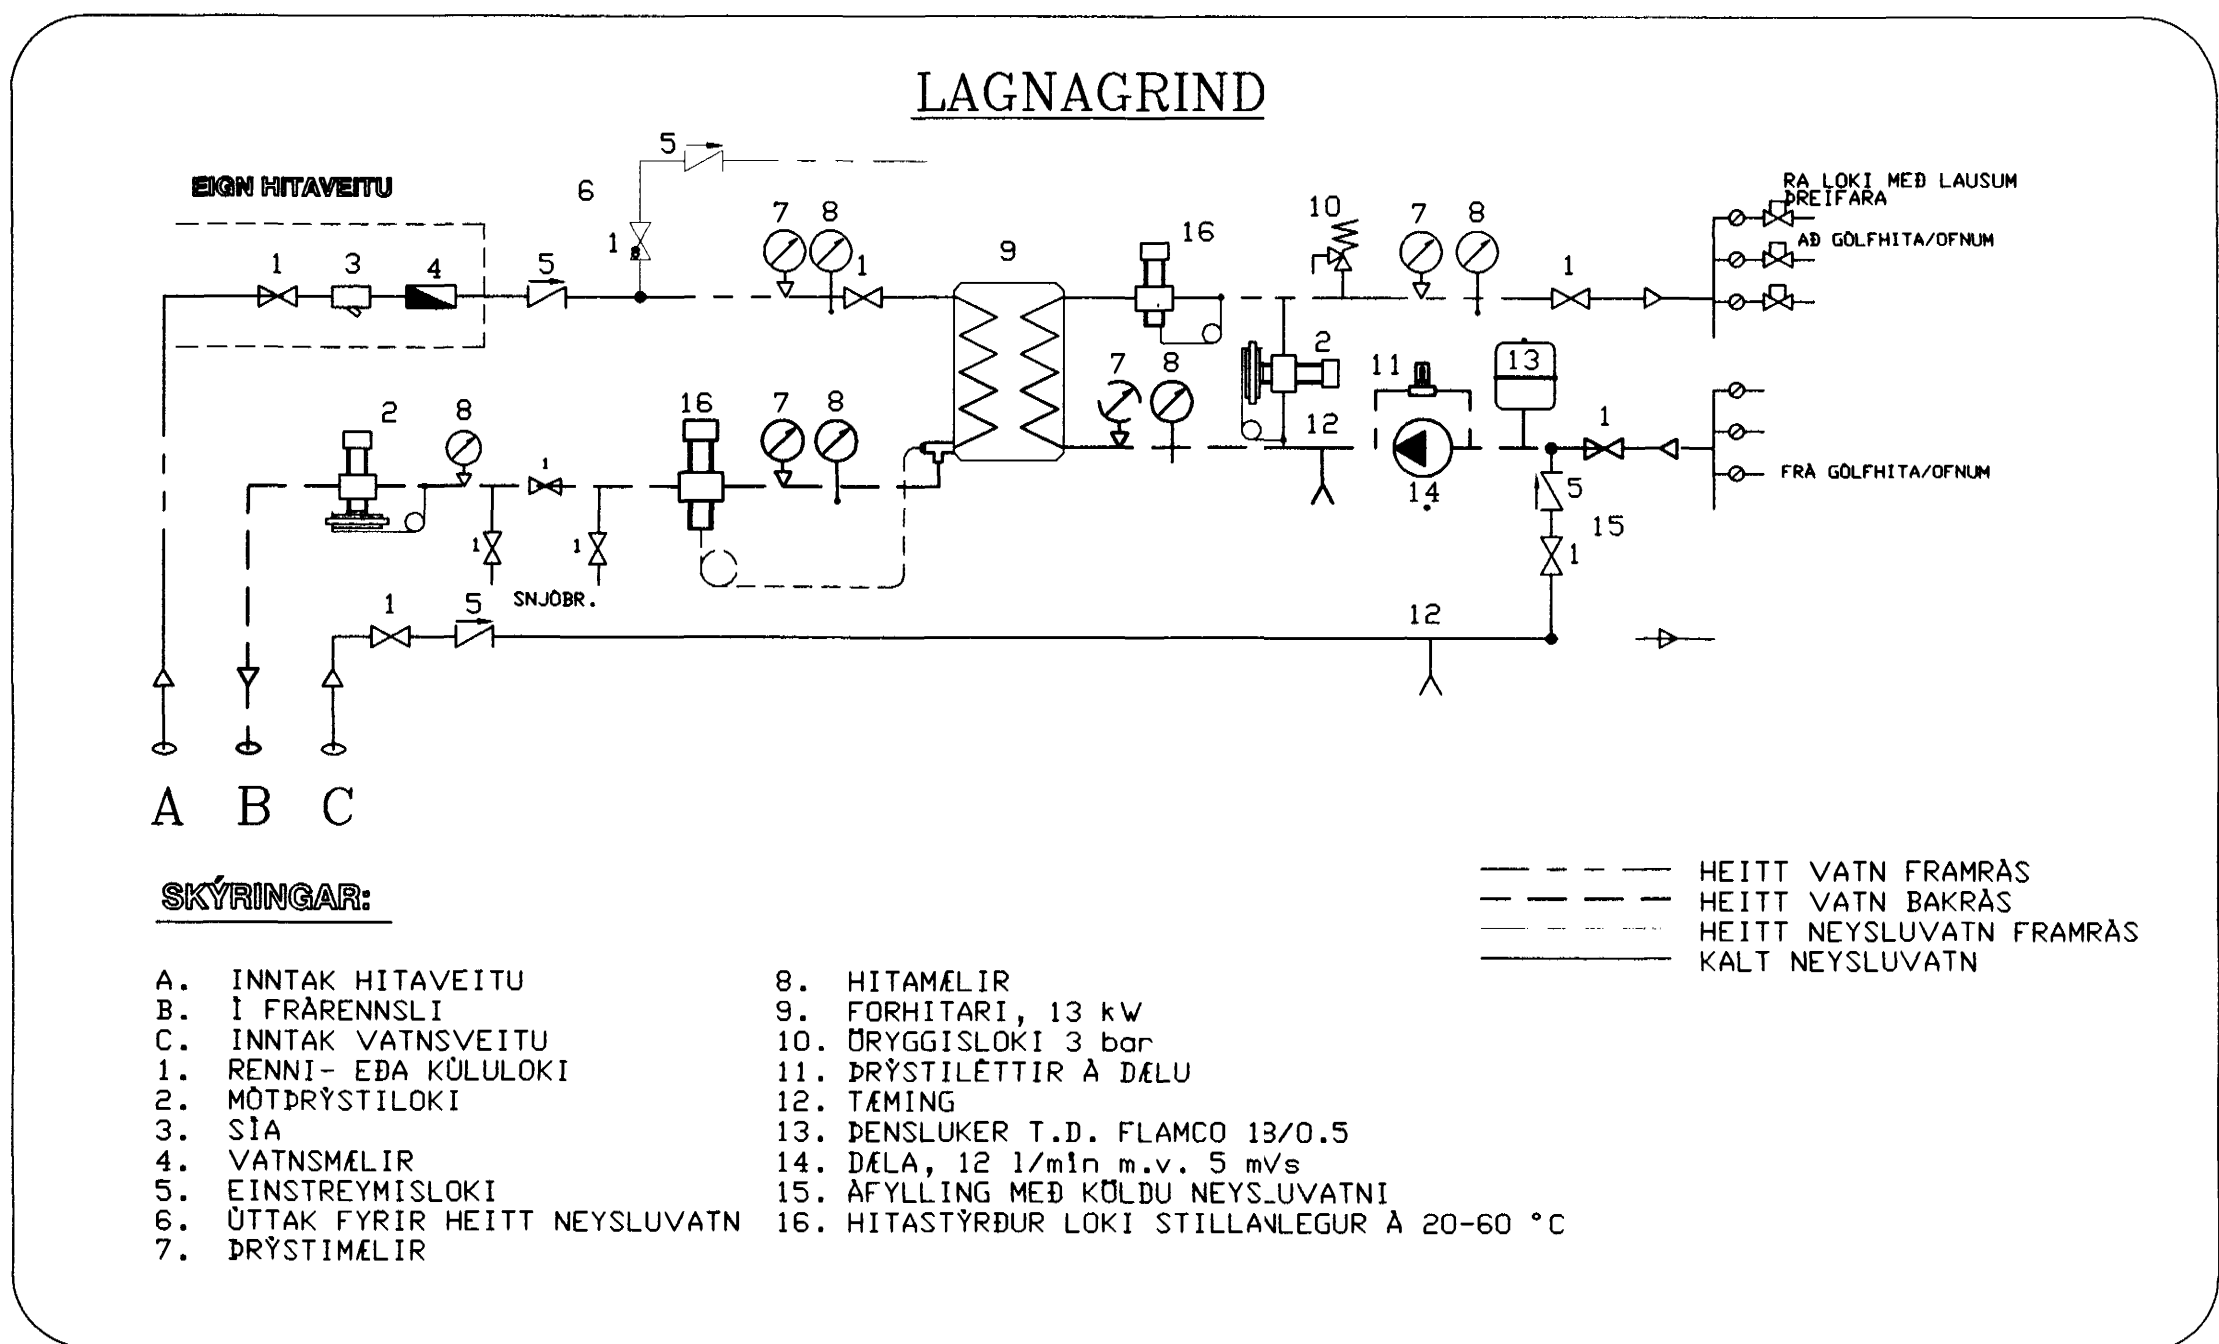 LAGNAGRIND
5
EIGN HITAVEITU
6
7 8
10
7 8
RA LOKI MEÐ LAUSUM
ÞREIFARA
16
1
9
AÐ GÓLFHITA/OFNUM
1 3 4 5
1
1
2
7 8
11
13
2
8
16
7 8
12
1
1
FRÁ GÓLFHITA/OFNUM
14
5
15
1
1
1
SNJÓBR.
1 5
12
A B C
HEITT VATN FRAMRÁS
HEITT VATN BAKRÁS
HEITT NEYSLUVATN FRAMRÁS
KALT NEYSLUVATN
SKÝRINGAR:
A. INNTAK HITAVEITU
B. Í FRÁRENNSLI
C. INNTAK VATNSVEITU
1. RENNI- EÐA KÚLULOKI
2. MÓTÞRÝSTILOKI
3. SÍA
4. VATNSMÆLIR
5. EINSTREYMISLOKI
6. ÚTTAK FYRIR HEITT NEYSLUVATN
7. ÞRÝSTIMÆLIR
8. HITAMÆLIR
9. FORHITARI, 13 kW
10. ÖRYGGISLOKI 3 bar
11. ÞRÝSTILÉTTIR Á DÆLU
12. TÆMING
13. ÞENSLUKER T.D. FLAMCO 18/0.5
14. DÆLA, 12 l/min m.v. 5 mVs
15. ÁFYLLING MEÐ KÖLDU NEYSLUVATNI
16. HITASTÝRÐUR LOKI STILLANLEGUR Á 20-60 °C